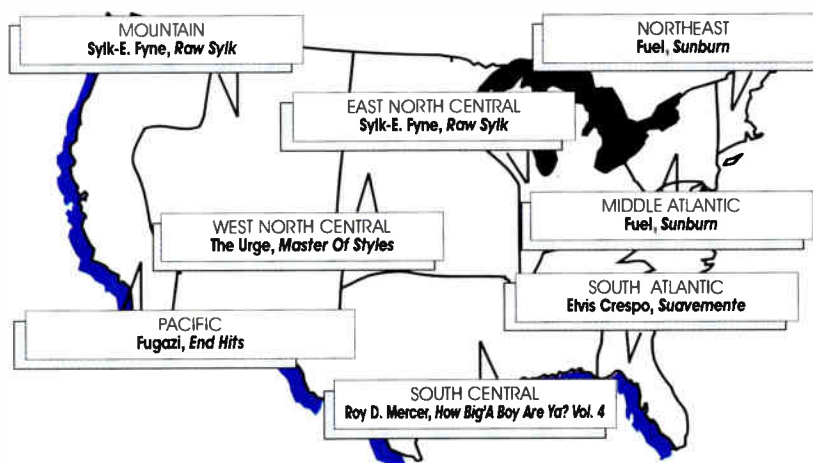 MOUNTAIN
Sylk-E. Fyne, Raw Sylk
NORTHEAST
Fuel, Sunburn
EAST NORTH CENTRAL
Sylk-E. Fyne, Raw Sylk
MIDDLE ATLANTIC
Fuel, Sunburn
WEST NORTH CENTRAL
The Urge, Master Of Styles
SOUTH ATLANTIC
Elvis Crespo, Suavemente
PACIFIC
Fugazi, End Hits
SOUTH CENTRAL
Roy D. Mercer, How Big'A Boy Are Ya? Vol. 4